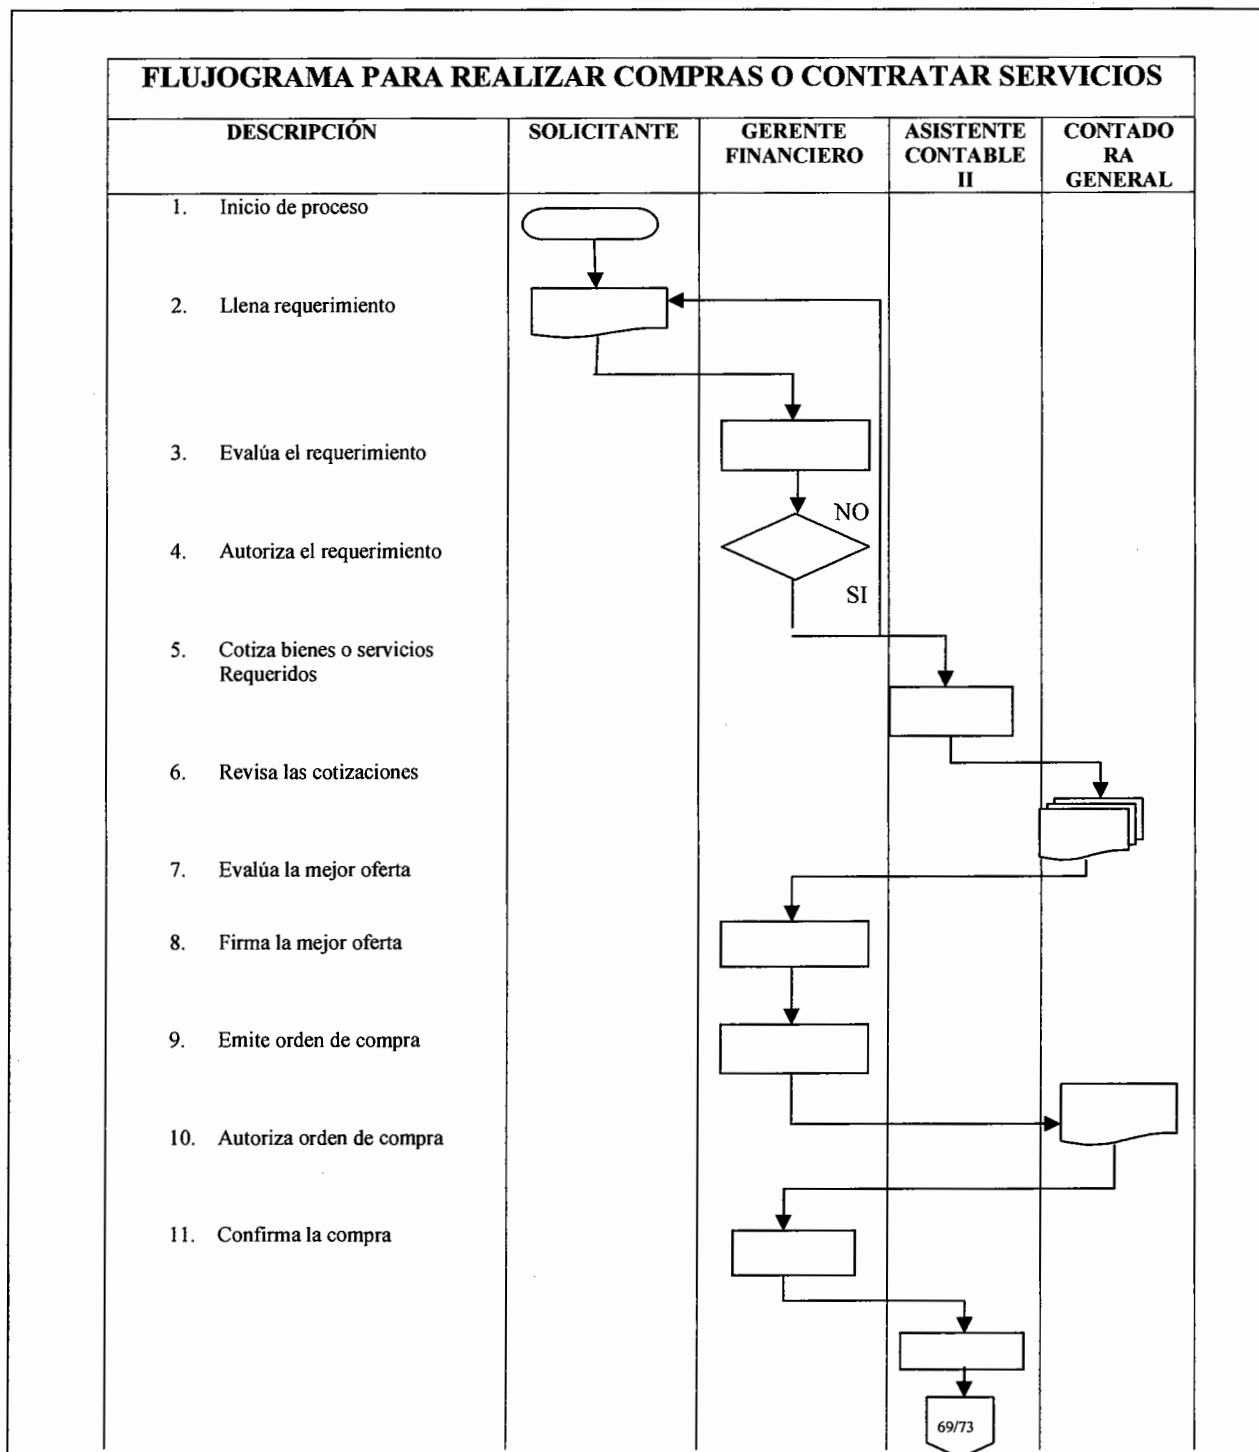 FLUJOGRAMA PARA REALIZAR COMPRAS O CONTRATAR SERVICIOS
DESCRIPCIÓN
SOLICITANTE
GERENTE
FINANCIERO
ASISTENTE
CONTABLE
II
CONTADO
RA
GENERAL
1. Inicio de proceso
2. Llena requerimiento
3. Evalúa el requerimiento
NO
4. Autoriza el requerimiento
SI
5. Cotiza bienes o servicios
Requeridos
6. Revisa las cotizaciones
7. Evalúa la mejor oferta
8. Firma la mejor oferta
9. Emite orden de compra
10. Autoriza orden de compra
11. Confirma la compra
69/73